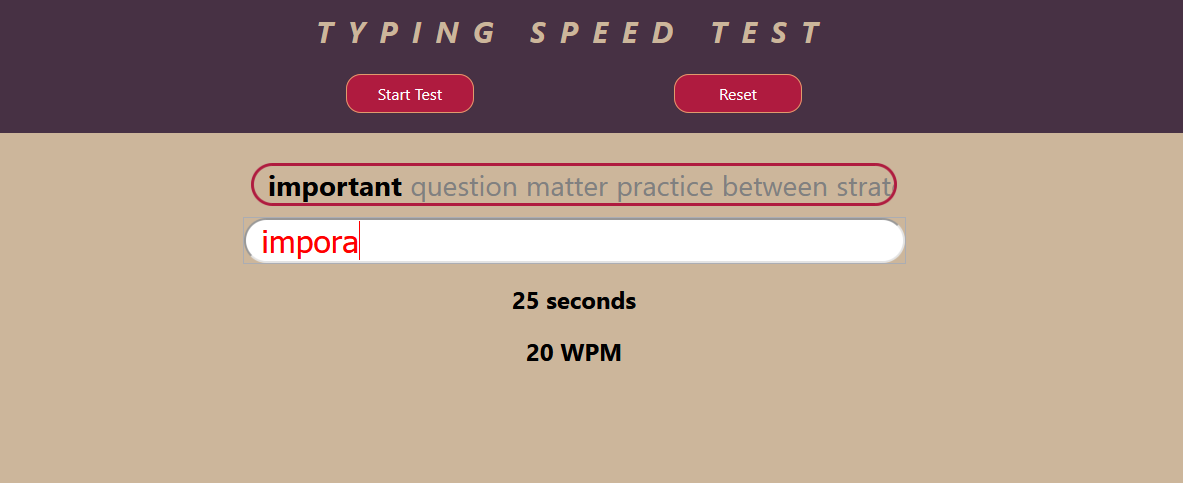 TYPING SPEED TEST
Start Test Reset
important question matter practice between strat
impora
25 seconds
20 WPM